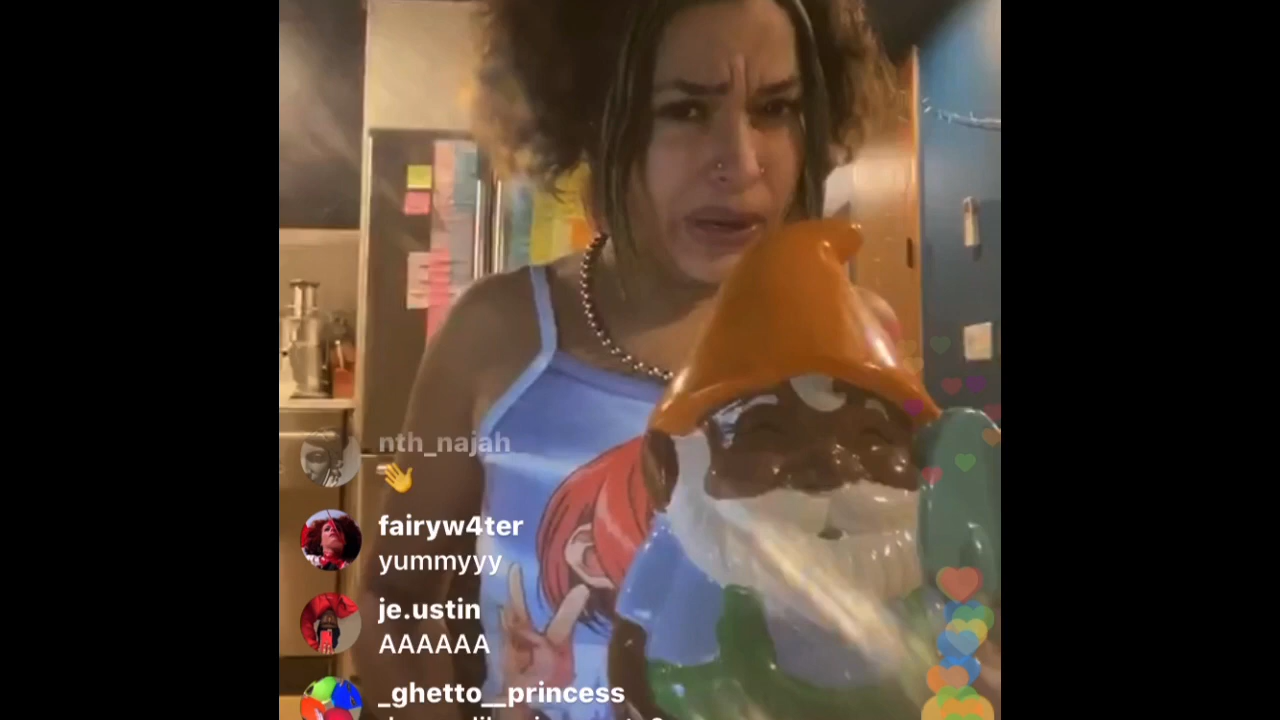 nth_najah
👋
fairyw4ter
yummyyy
je.ustin
AAAAAA
_ghetto__princess